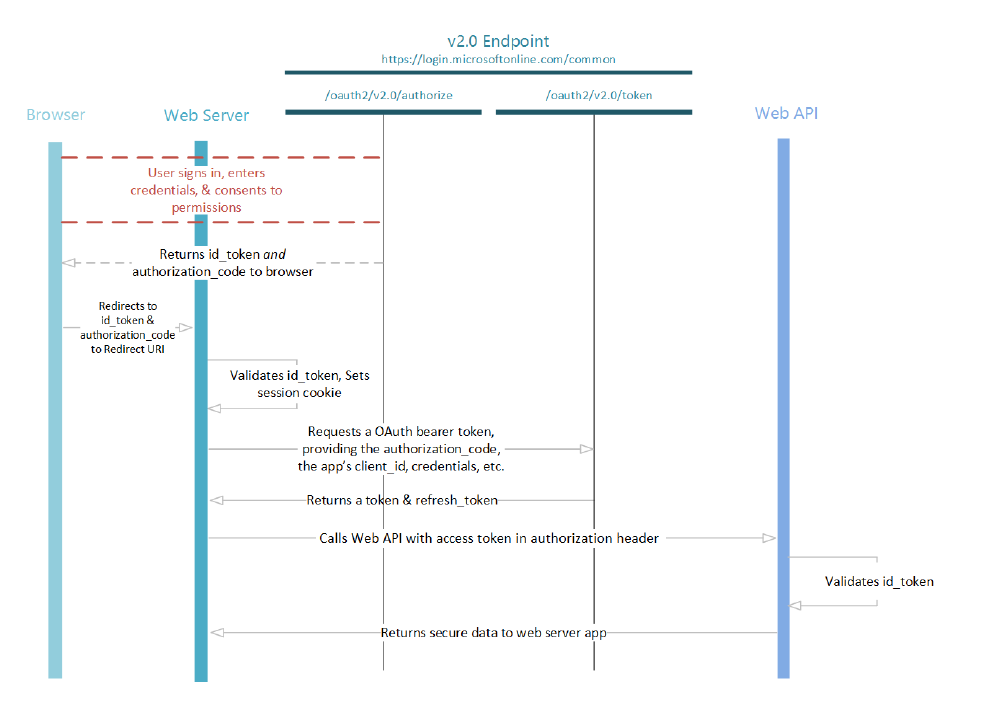 v2.0 Endpoint
https://login.microsoftonline.com/common
/oauth2/v2.0/authorize
/oauth2/v2.0/token
Browser
Web Server
Web API
User signs in, enters
credentials, & consents to
permissions
Returns id_token and
authorization_code to browser
Redirects to
id_token &
authorization_code
to Redirect URI
Validates id_token, Sets
session cookie
Requests a OAuth bearer token,
providing the authorization_code,
the app's client_id, credentials, etc.
Returns a token & refresh_token
Calls Web API with access token in authorization header
Validates id_token
Returns secure data to web server app